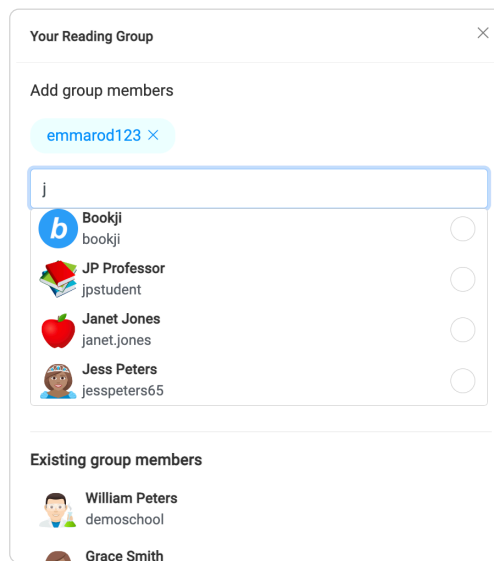 Your Reading Group
Add group members
emmarod123
j
b
Bookji
bookji
JP Professor
jpstudent
Janet Jones
janet.jones
Jess Peters
jesspeters65
Existing group members
William Peters
demoschool
Grace Smith